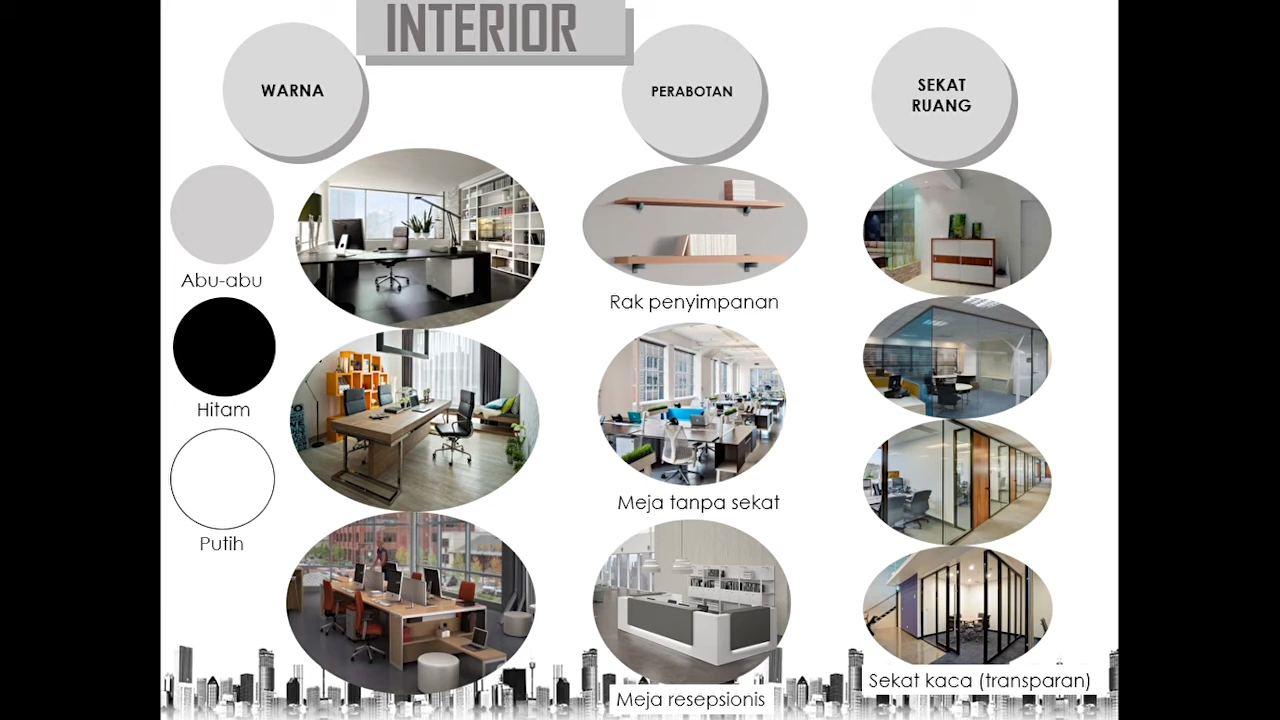 INTERIOR
WARNA
PERABOTAN
SEKAT
RUANG
Abu-abu
Hitam
Putih
Rak penyimpanan
Meja tanpa sekat
Meja resepsionis
Sekat kaca (transparan)